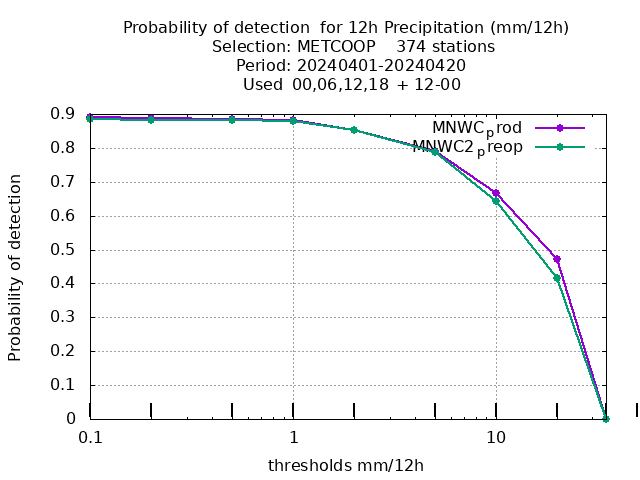 Probability of detection  for 12h Precipitation (mm/12h)
Selection: METCOOP    374 stations
Period: 20240401-20240420
Used  00,06,12,18 + 12-00
MNWC_prod
MNWC2_preop
Probability of detection
0.9
0.8
0.7
0.6
0.5
0.4
0.3
0.2
0.1
0
0.1
1
10
thresholds mm/12h